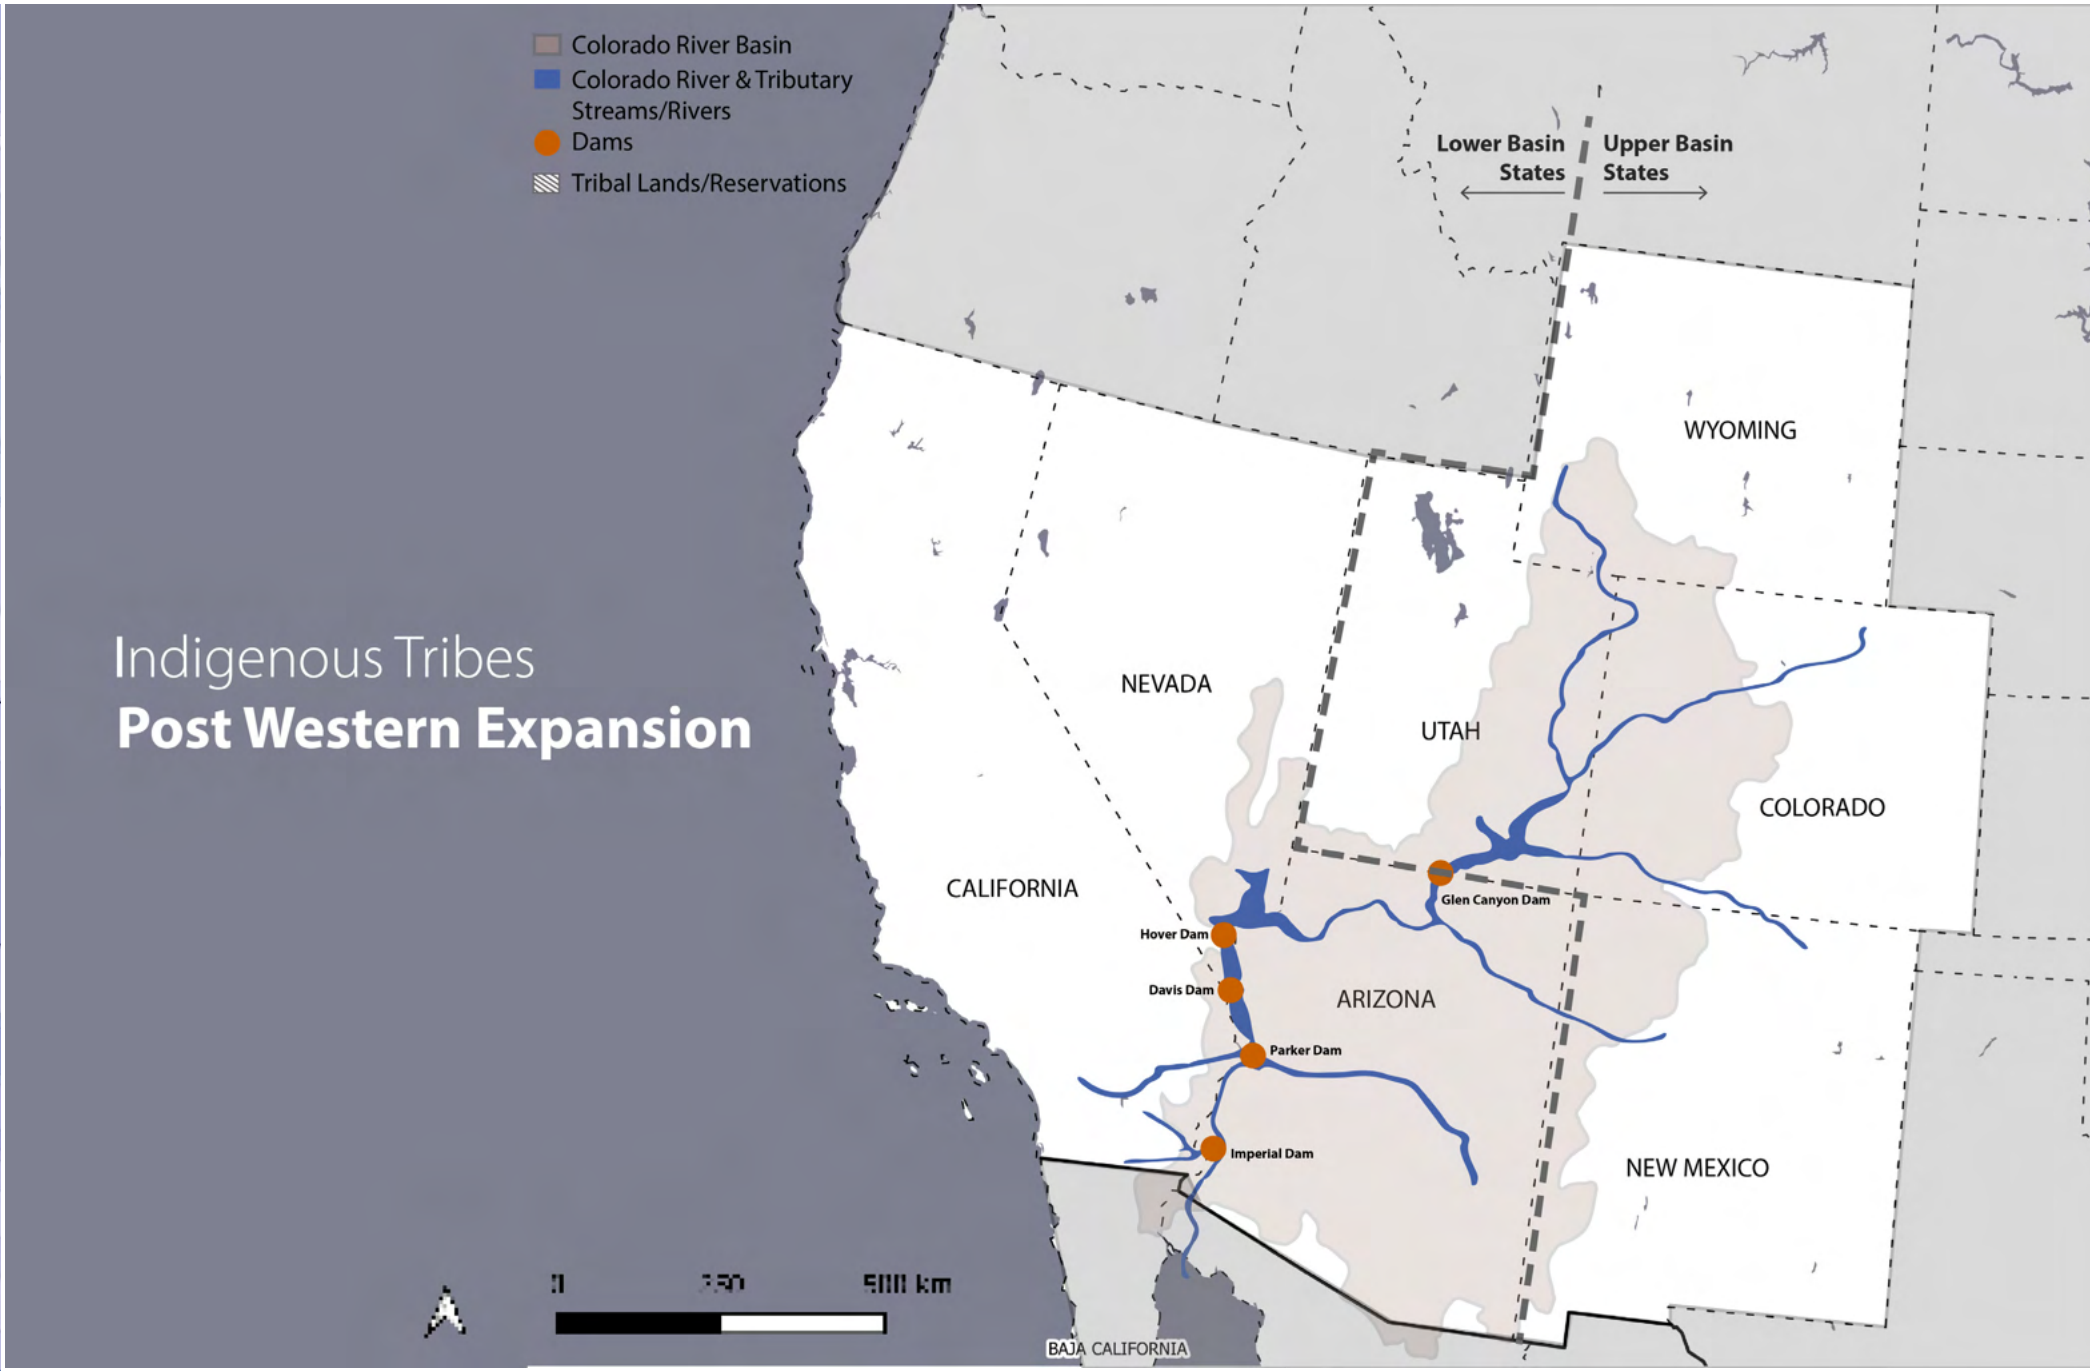 Colorado River Basin
Colorado River & Tributary
Streams/Rivers
Dams
Tribal Lands/Reservations
Lower Basin
States
Upper Basin
States
WYOMING
Indigenous Tribes
Post Western Expansion
NEVADA
UTAH
COLORADO
CALIFORNIA
Glen Canyon Dam
Hover Dam
Davis Dam
ARIZONA
Parker Dam
Imperial Dam
NEW MEXICO
0 500 km
BAJA CALIFORNIA